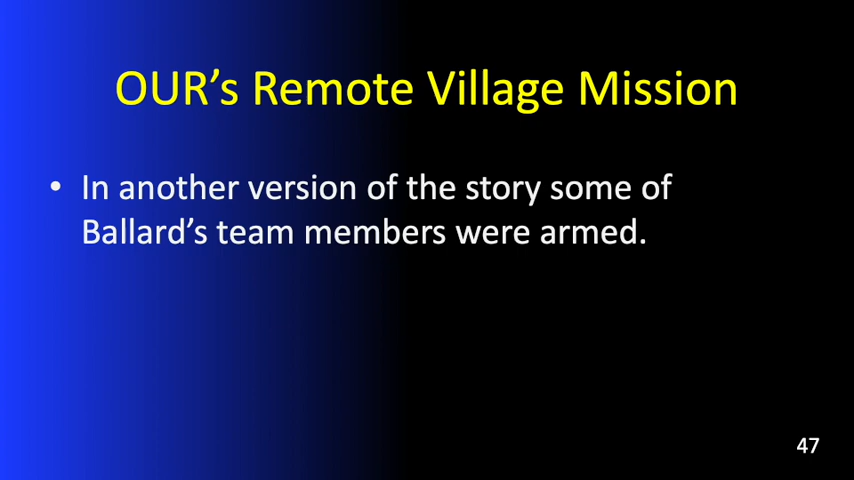 OUR’s Remote Village Mission
• In another version of the story some of
Ballard’s team members were armed.
47